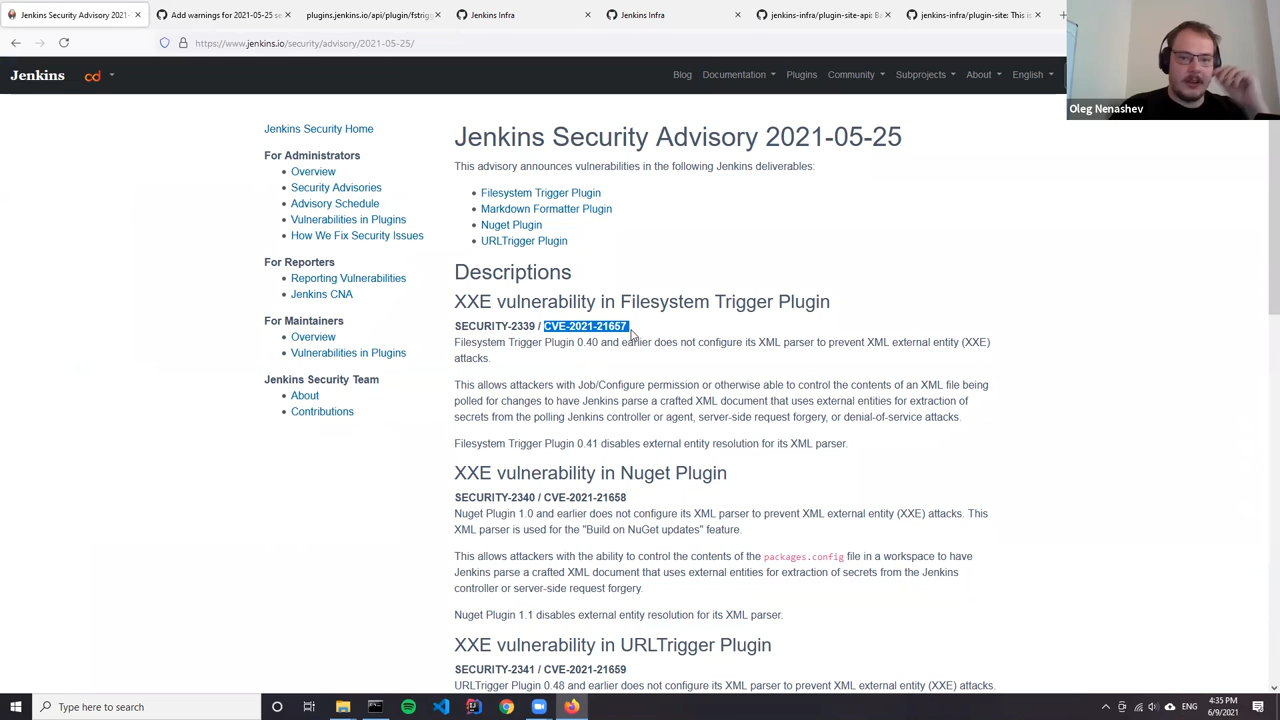 Jenkins Security Advisory 2021-
Add warnings for 2021-05-25 se
plugins.jenkins.io/api/plugin/fstrigg
Jenkins Infra
Jenkins Infra
jenkins-infra/plugin-site-api: Ba
jenkins-infra/plugin-site: This is
https://www.jenkins.io/security/advisory/2021-05-25/
Jenkins
cd
Blog
Documentation
Plugins
Community
Subprojects
About
English
Oleg Nenashev
Jenkins Security Home
For Administrators
Overview
Security Advisories
Advisory Schedule
Vulnerabilities in Plugins
How We Fix Security Issues
For Reporters
Reporting Vulnerabilities
Jenkins CNA
For Maintainers
Overview
Vulnerabilities in Plugins
Jenkins Security Team
About
Contributions
Jenkins Security Advisory 2021-05-25
This advisory announces vulnerabilities in the following Jenkins deliverables:
Filesystem Trigger Plugin
Markdown Formatter Plugin
Nuget Plugin
URLTrigger Plugin
Descriptions
XXE vulnerability in Filesystem Trigger Plugin
SECURITY-2339 / CVE-2021-21657
Filesystem Trigger Plugin 0.40 and earlier does not configure its XML parser to prevent XML external entity (XXE)
attacks.
This allows attackers with Job/Configure permission or otherwise able to control the contents of an XML file being
polled for changes to have Jenkins parse a crafted XML document that uses external entities for extraction of
secrets from the polling Jenkins controller or agent, server-side request forgery, or denial-of-service attacks.
Filesystem Trigger Plugin 0.41 disables external entity resolution for its XML parser.
XXE vulnerability in Nuget Plugin
SECURITY-2340 / CVE-2021-21658
Nuget Plugin 1.0 and earlier does not configure its XML parser to prevent XML external entity (XXE) attacks. This
XML parser is used for the "Build on NuGet updates" feature.
This allows attackers with the ability to control the contents of the packages.config file in a workspace to have
Jenkins parse a crafted XML document that uses external entities for extraction of secrets from the Jenkins
controller or server-side request forgery.
Nuget Plugin 1.1 disables external entity resolution for its XML parser.
XXE vulnerability in URLTrigger Plugin
SECURITY-2341 / CVE-2021-21659
URLTrigger Plugin 0.48 and earlier does not configure its XML parser to prevent XML external entity (XXE) attacks.
Type here to search
ENG
4:35 PM
6/9/2021